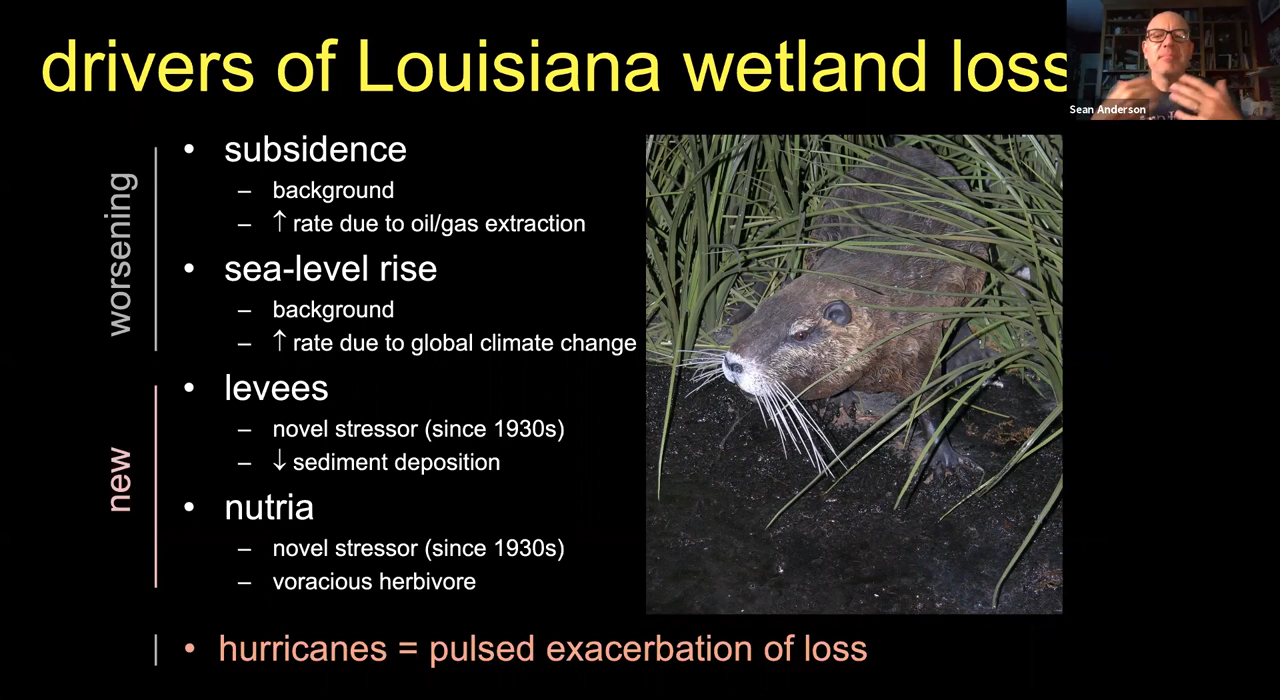 drivers of Louisiana wetland loss
Sean Anderson
worsening
• subsidence
– background
– ↑ rate due to oil/gas extraction
• sea-level rise
– background
– ↑ rate due to global climate change
new
• levees
– novel stressor (since 1930s)
– ↓ sediment deposition
• nutria
– novel stressor (since 1930s)
– voracious herbivore
• hurricanes = pulsed exacerbation of loss